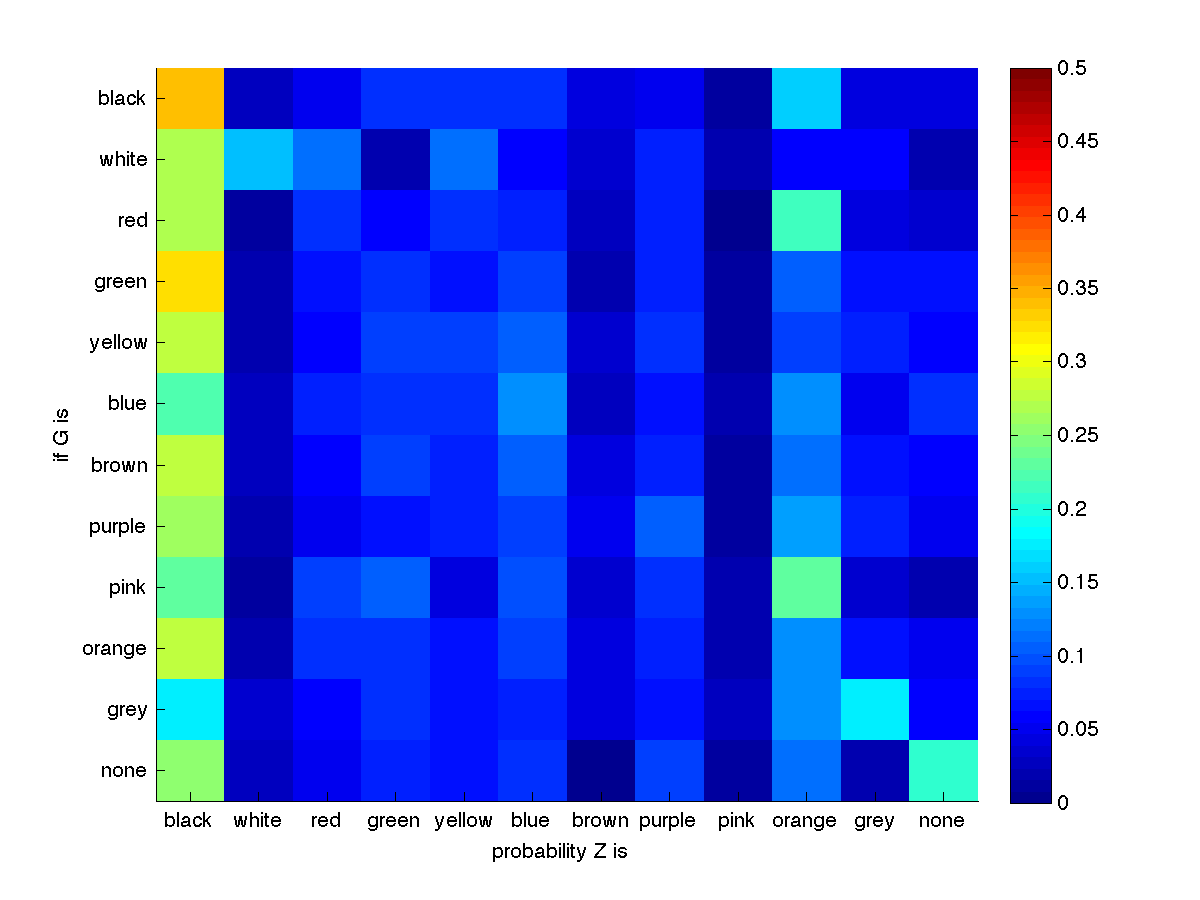 if G is
black
white
red
green
yellow
blue
brown
purple
pink
orange
grey
none
black white red green yellow blue brown purple pink orange grey none
probability Z is
0.5
0.45
0.4
0.35
0.3
0.25
0.2
0.15
0.1
0.05
0